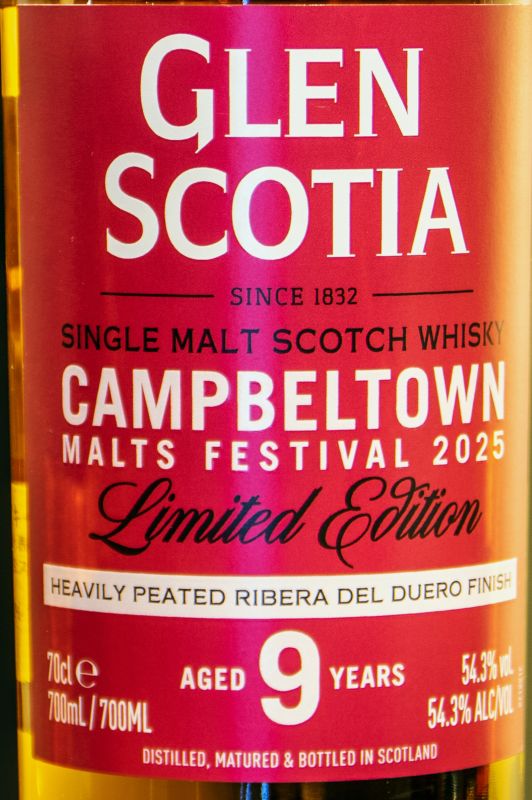 GLEN
SCOTIA
SINCE 1832
SINGLE MALT SCOTCH WHISKY
CAMPBELTOWN
MALTS FESTIVAL 2025
Limited Edition
HEAVILY PEATED RIBERA DEL DUERO FINISH
70cl e
700mL / 700ML
AGED 9 YEARS
54.3% vol.
54.3% ALC/VOL
DISTILLED, MATURED & BOTTLED IN SCOTLAND